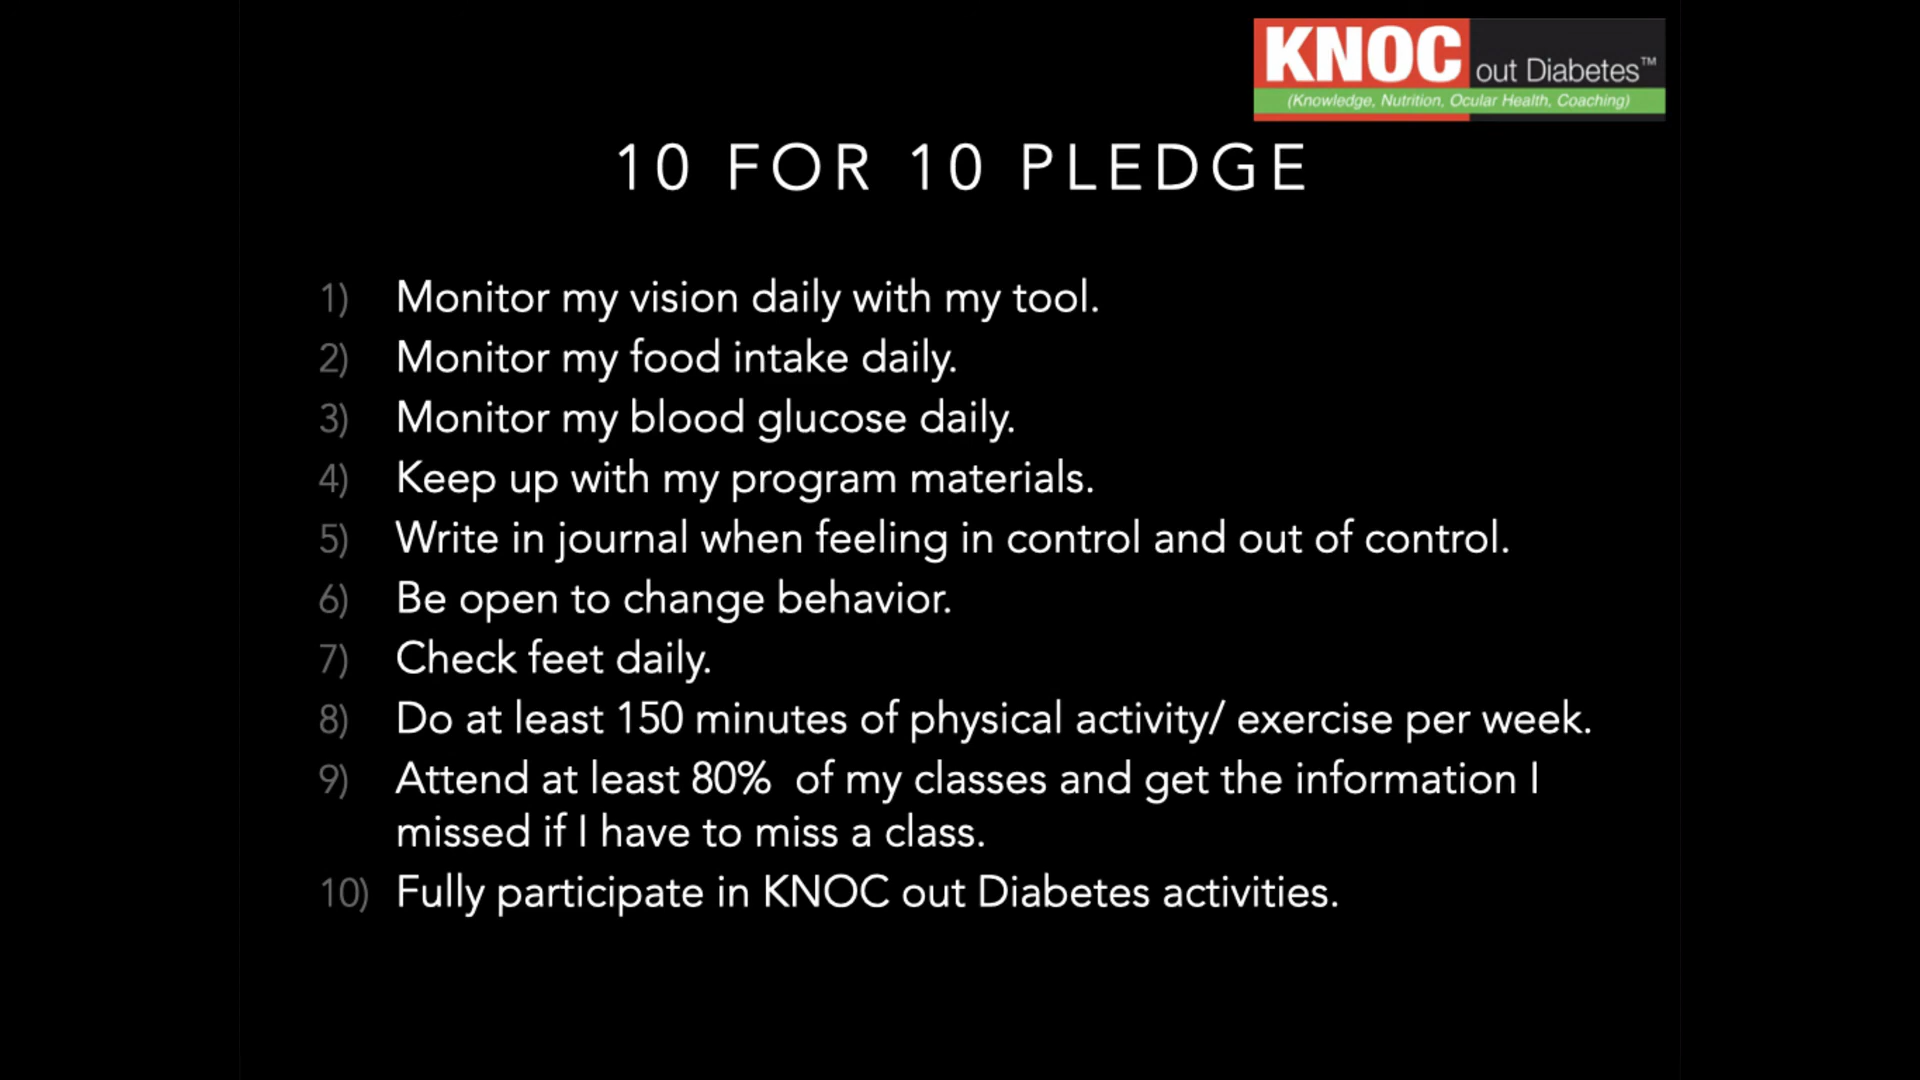 KNOC out Diabetes™
(Knowledge, Nutrition, Ocular Health, Coaching)
10 FOR 10 PLEDGE
1) Monitor my vision daily with my tool.
2) Monitor my food intake daily.
3) Monitor my blood glucose daily.
4) Keep up with my program materials.
5) Write in journal when feeling in control and out of control.
6) Be open to change behavior.
7) Check feet daily.
8) Do at least 150 minutes of physical activity/ exercise per week.
9) Attend at least 80%  of my classes and get the information I
missed if I have to miss a class.
10) Fully participate in KNOC out Diabetes activities.